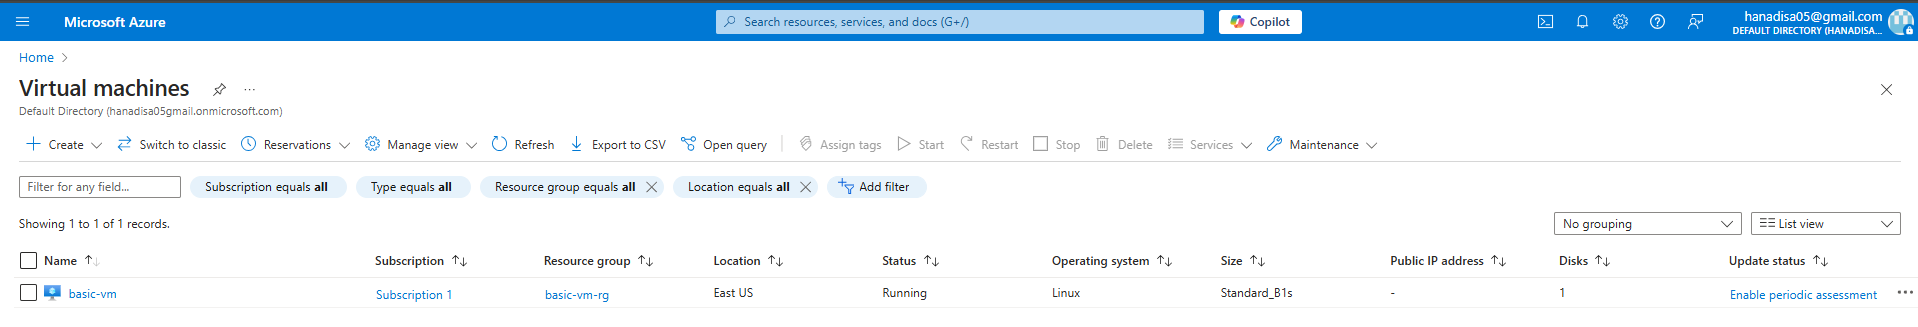 Microsoft Azure
Search resources, services, and docs (G+/)
Copilot
hanadisa05@gmail.com
DEFAULT DIRECTORY (HANADISA...
Home
Virtual machines
...
Default Directory (hanadisa05gmail.onmicrosoft.com)
Create Switch to classic Reservations Manage view Refresh Export to CSV Open query Assign tags Start Restart Stop Delete Services Maintenance
Filter for any field... Subscription equals all Type equals all Resource group equals all Location equals all Add filter
Showing 1 to 1 of 1 records.
No grouping List view
Name Subscription Resource group Location Status Operating system Size Public IP address Disks Update status
basic-vm Subscription 1 basic-vm-rg East US Running Linux Standard_B1s - 1 Enable periodic assessment ...